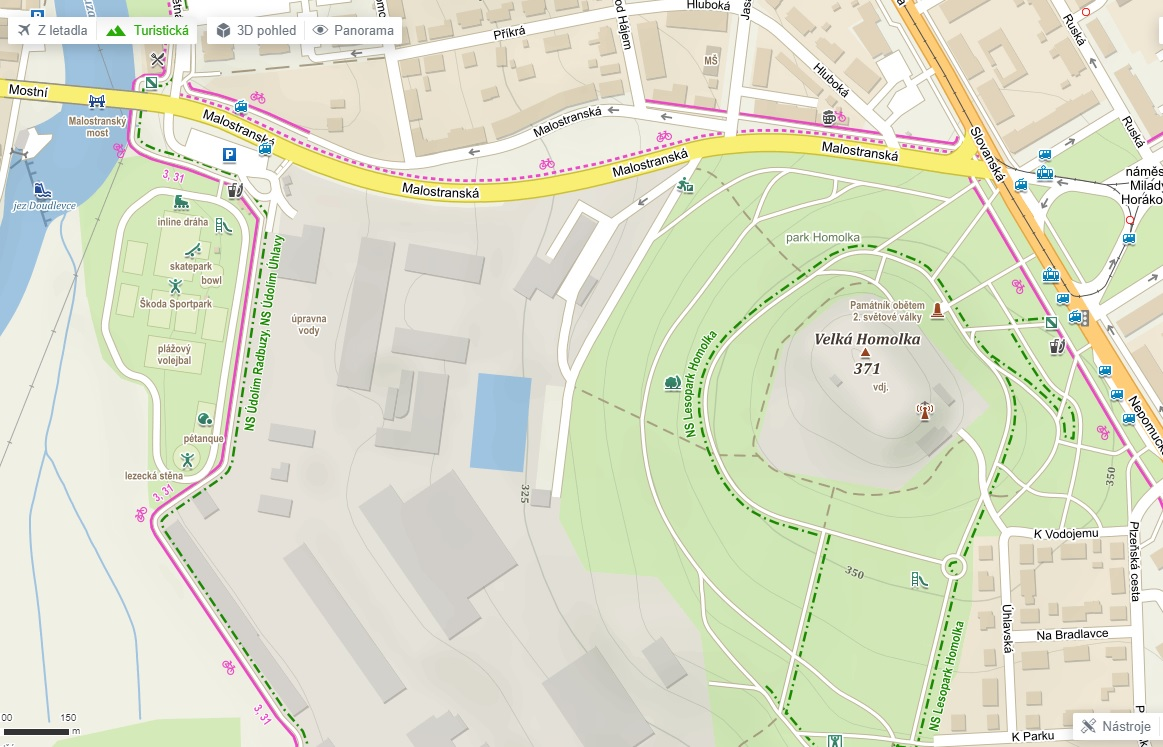 Z letadla
Turistická
3D pohled
Panorama
Příkrá
Pod Hájem
Hluboká
Hluboká
MŠ
Ruská
Ruská
Mostní
Malostranský
most
Malostranská
Malostranská
Malostranská
Malostranská
Malostranská
Slovanská
náměs
Milady
Horáko
P
3, 31
jez Doudlevce
inline dráha
skatepark
bowl
Škoda Sportpark
plážový
volejbal
pétanque
lezecká stěna
NS Údolím Radbuzy, NS Údolím Úhlavy
úpravna
vody
park Homolka
Památník obětem
2. světové války
Velká Homolka
371
vdj.
NS Lesopark Homolka
Nepomucká
350
325
3, 31
K Vodojemu
Plzeňská cesta
350
Úhlavská
Na Bradlavce
NS Lesopark Homolka
3, 31
K Parku
00
150
m
Nástroje